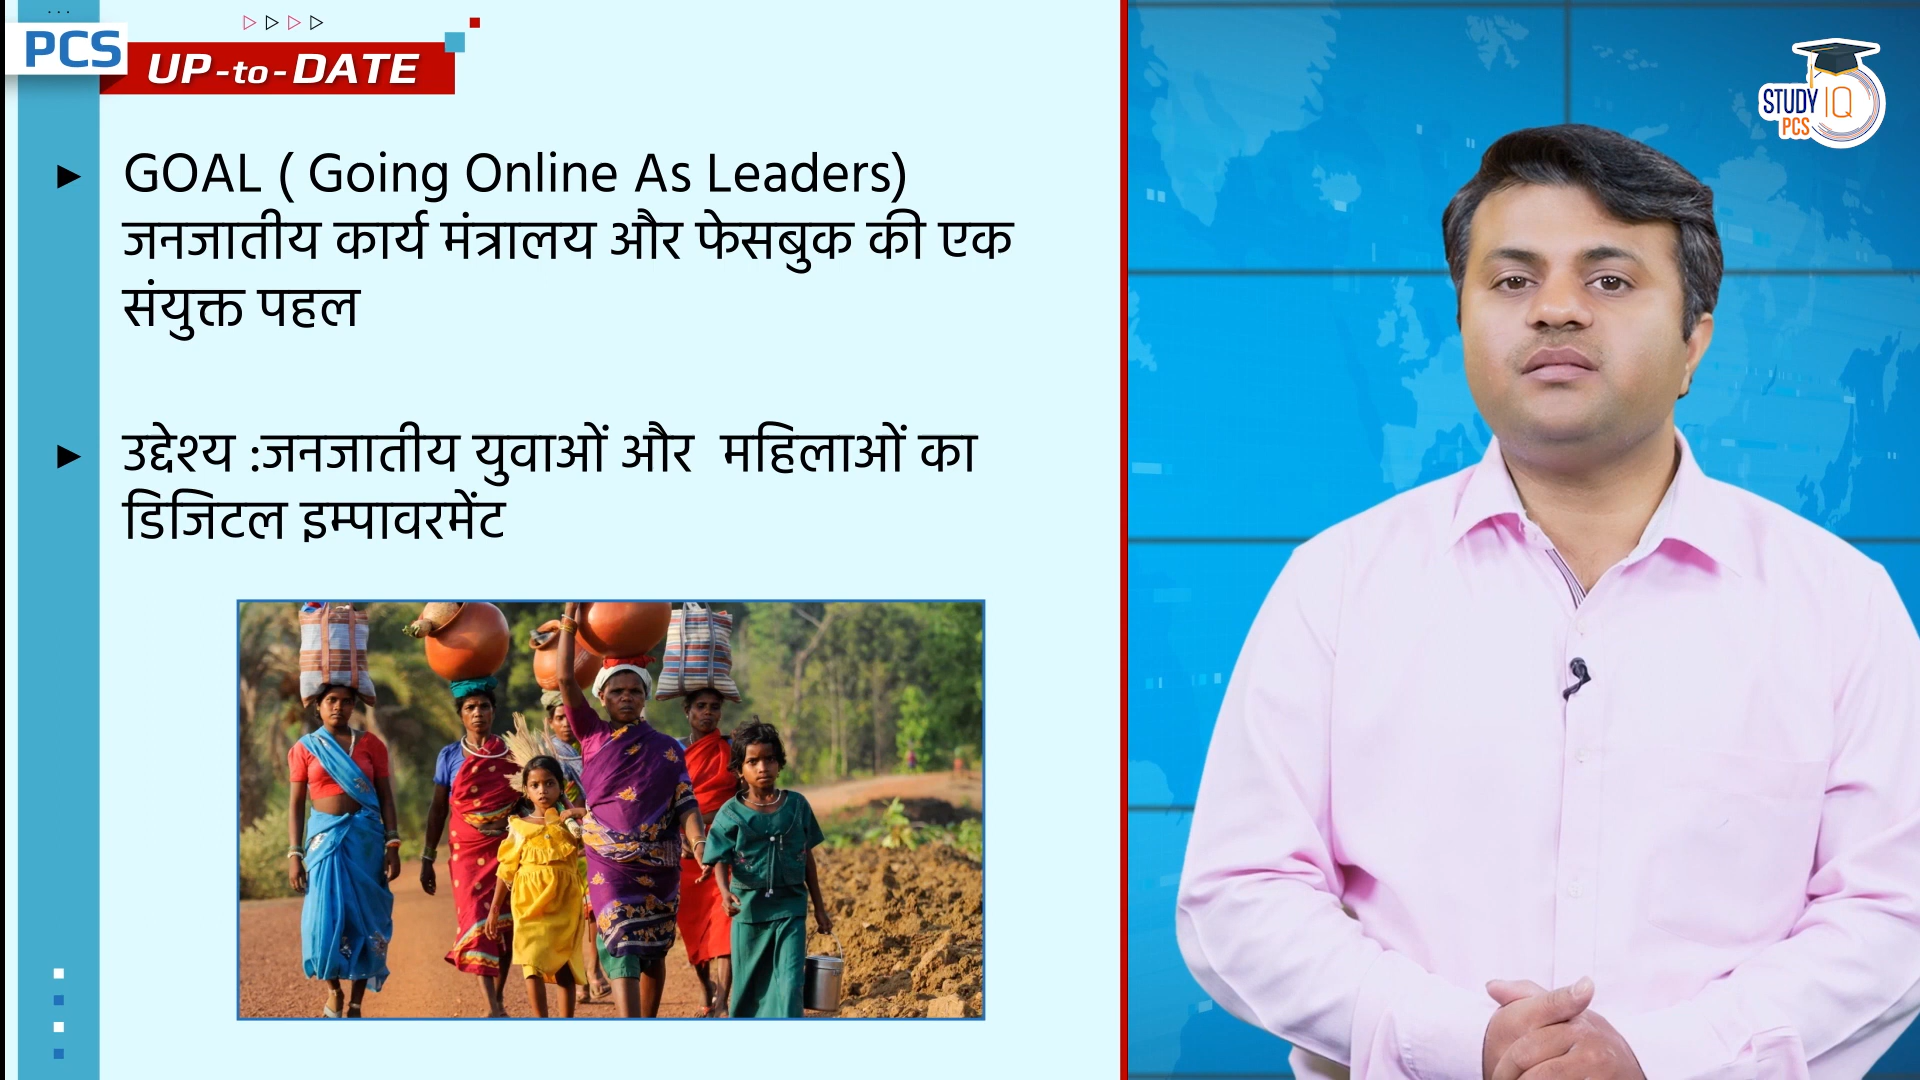 PCS
UP-to-DATE
STUDY IQ
PCS
GOAL ( Going Online As Leaders)
जनजातीय कार्य मंत्रालय और फेसबुक की एक
संयुक्त पहल
उद्देश्य :जनजातीय युवाओं और महिलाओं का
डिजिटल इम्पावरमेंट